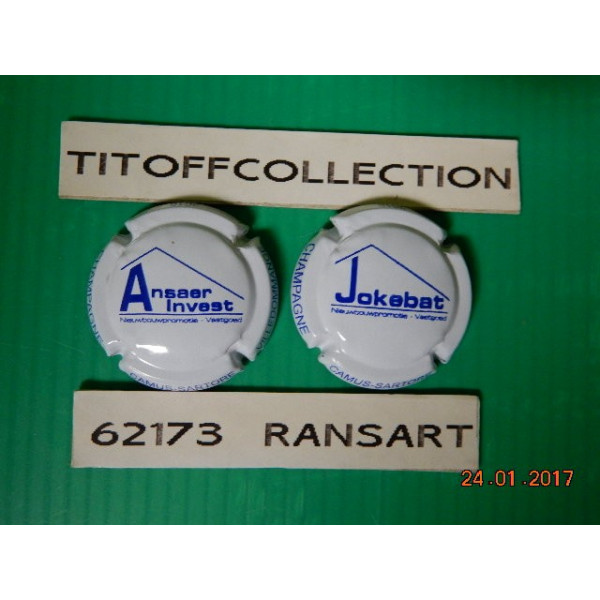 TITOFFCOLLECTION
Ansaer
Invest
Nieuwbouwpromotie - Vastgoed
CHAMPAGNE
CAMUS-SARTORE
Jokebat
Nieuwbouwpromotie - Vastgoed
CHAMPAGNE
CAMUS-SARTORE
62173 RANSART
24.01.2017